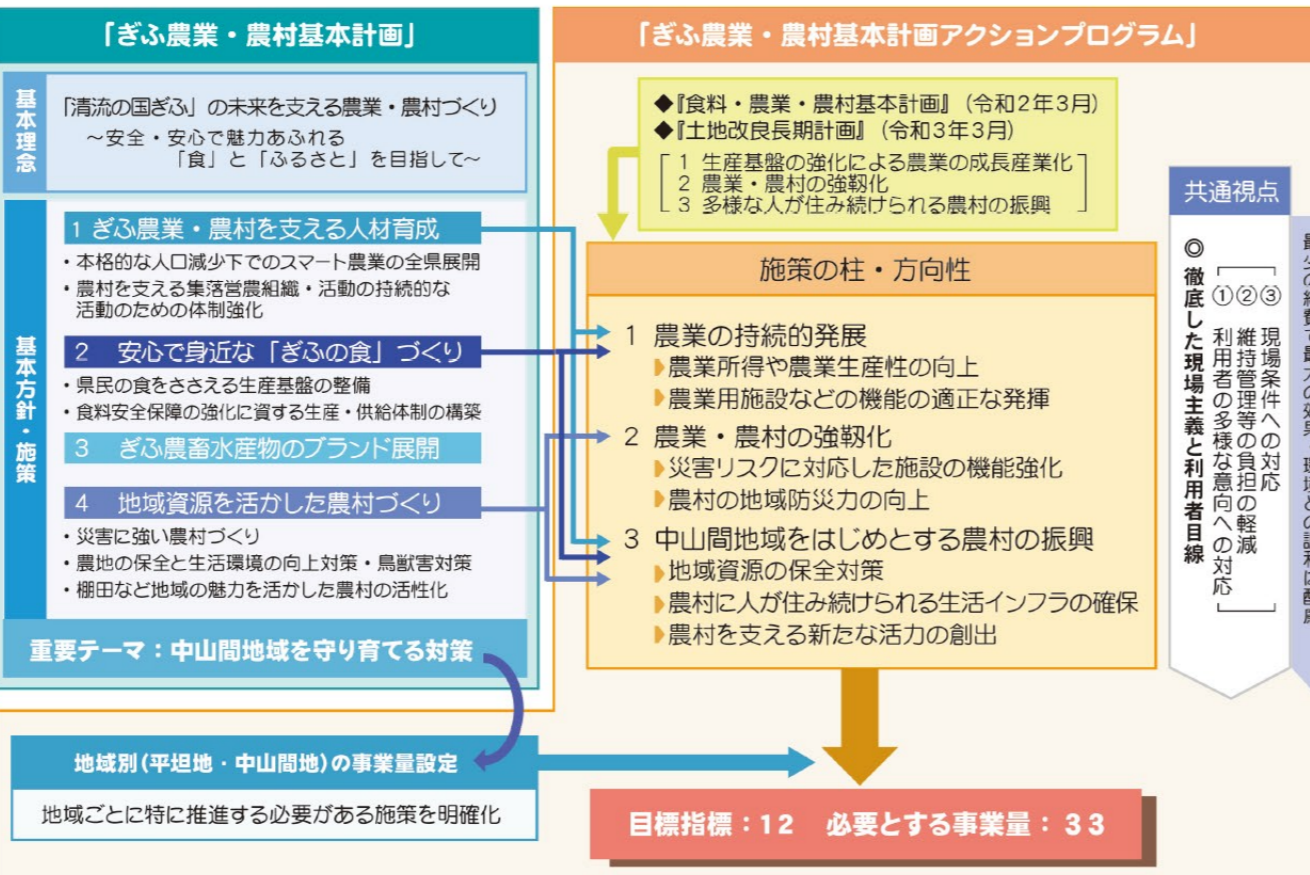 「ぎふ農業・農村基本計画」
基本理念
「清流の国ぎふ」の未来を支える農業・農村づくり
～安全・安心で魅力あふれる
「食」と「ふるさと」を目指して～
基本方針・施策
1 ぎふ農業・農村を支える人材育成
・本格的な人口減少下でのスマート農業の全県展開
・農村を支える集落営農組織・活動の持続的な
活動のための体制強化
2 安心で身近な「ぎふの食」づくり
・県民の食をささえる生産基盤の整備
・食料安全保障の強化に資する生産・供給体制の構築
3 ぎふ農畜水産物のブランド展開
4 地域資源を活かした農村づくり
・災害に強い農村づくり
・農地の保全と生活環境の向上対策・鳥獣害対策
・棚田など地域の魅力を活かした農村の活性化
重要テーマ：中山間地域を守り育てる対策
地域別(平坦地・中山間地)の事業量設定
地域ごとに特に推進する必要がある施策を明確化
「ぎふ農業・農村基本計画アクションプログラム」
◆『食料・農業・農村基本計画』（令和2年3月）
◆『土地改良長期計画』（令和3年3月）
1 生産基盤の強化による農業の成長産業化
2 農業・農村の強靱化
3 多様な人が住み続けられる農村の振興
施策の柱・方向性
1 農業の持続的発展
農業所得や農業生産性の向上
農業用施設などの機能の適正な発揮
2 農業・農村の強靱化
災害リスクに対応した施設の機能強化
農村の地域防災力の向上
3 中山間地域をはじめとする農村の振興
地域資源の保全対策
農村に人が住み続けられる生活インフラの確保
農村を支える新たな活力の創出
目標指標：12 必要とする事業量：33
共通視点
◎徹底した現場主義と利用者目線
① 利用者の多様な意向への対応
② 維持管理等の負担の軽減
③ 現場条件への対応